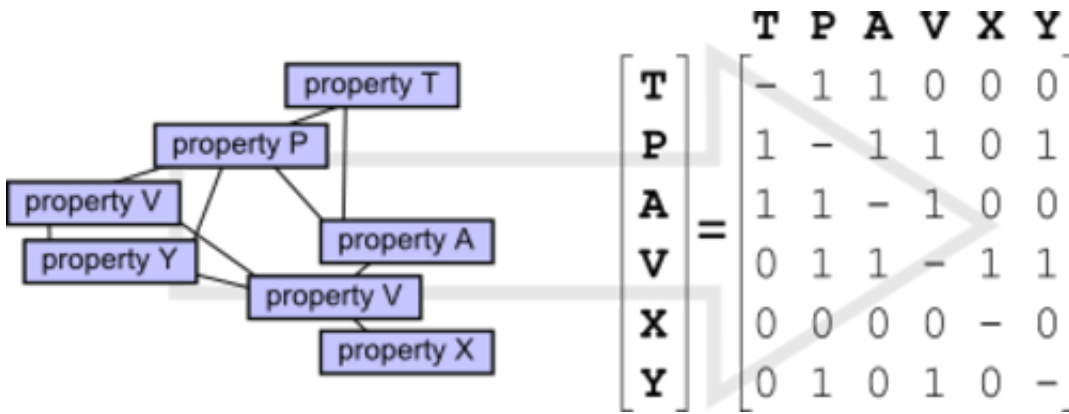 property T
property P
property V
property Y
property A
property V
property X
T P A V X Y
T - 1 1 0 0 0
P 1 - 1 1 0 1
A = 1 1 - 1 0 0
V 0 1 1 - 1 1
X 0 0 0 0 - 0
Y 0 1 0 1 0 -